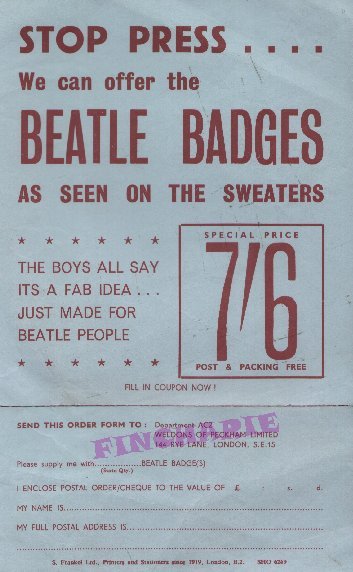 STOP PRESS . . . .
We can offer the
BEATLE BADGES
AS SEEN ON THE SWEATERS
★ ★ ★ ★ ★ ★
THE BOYS ALL SAY
ITS A FAB IDEA . . .
JUST MADE FOR
BEATLE PEOPLE
★ ★ ★ ★ ★ ★
SPECIAL PRICE
7/6
POST & PACKING FREE
FILL IN COUPON NOW !
SEND THIS ORDER FORM TO : Department AC2
WELDONS OF PECKHAM LIMITED
144 RYE LANE, LONDON, S.E.15
Please supply me with..................BEATLE BADGE(S)
(State Qty.)
I ENCLOSE POSTAL ORDER/CHEQUE TO THE VALUE OF £ s. d.
MY NAME IS
MY FULL POSTAL ADDRESS IS
S. Frankel Ltd., Printers and Stationers since 1919, London, E.2.